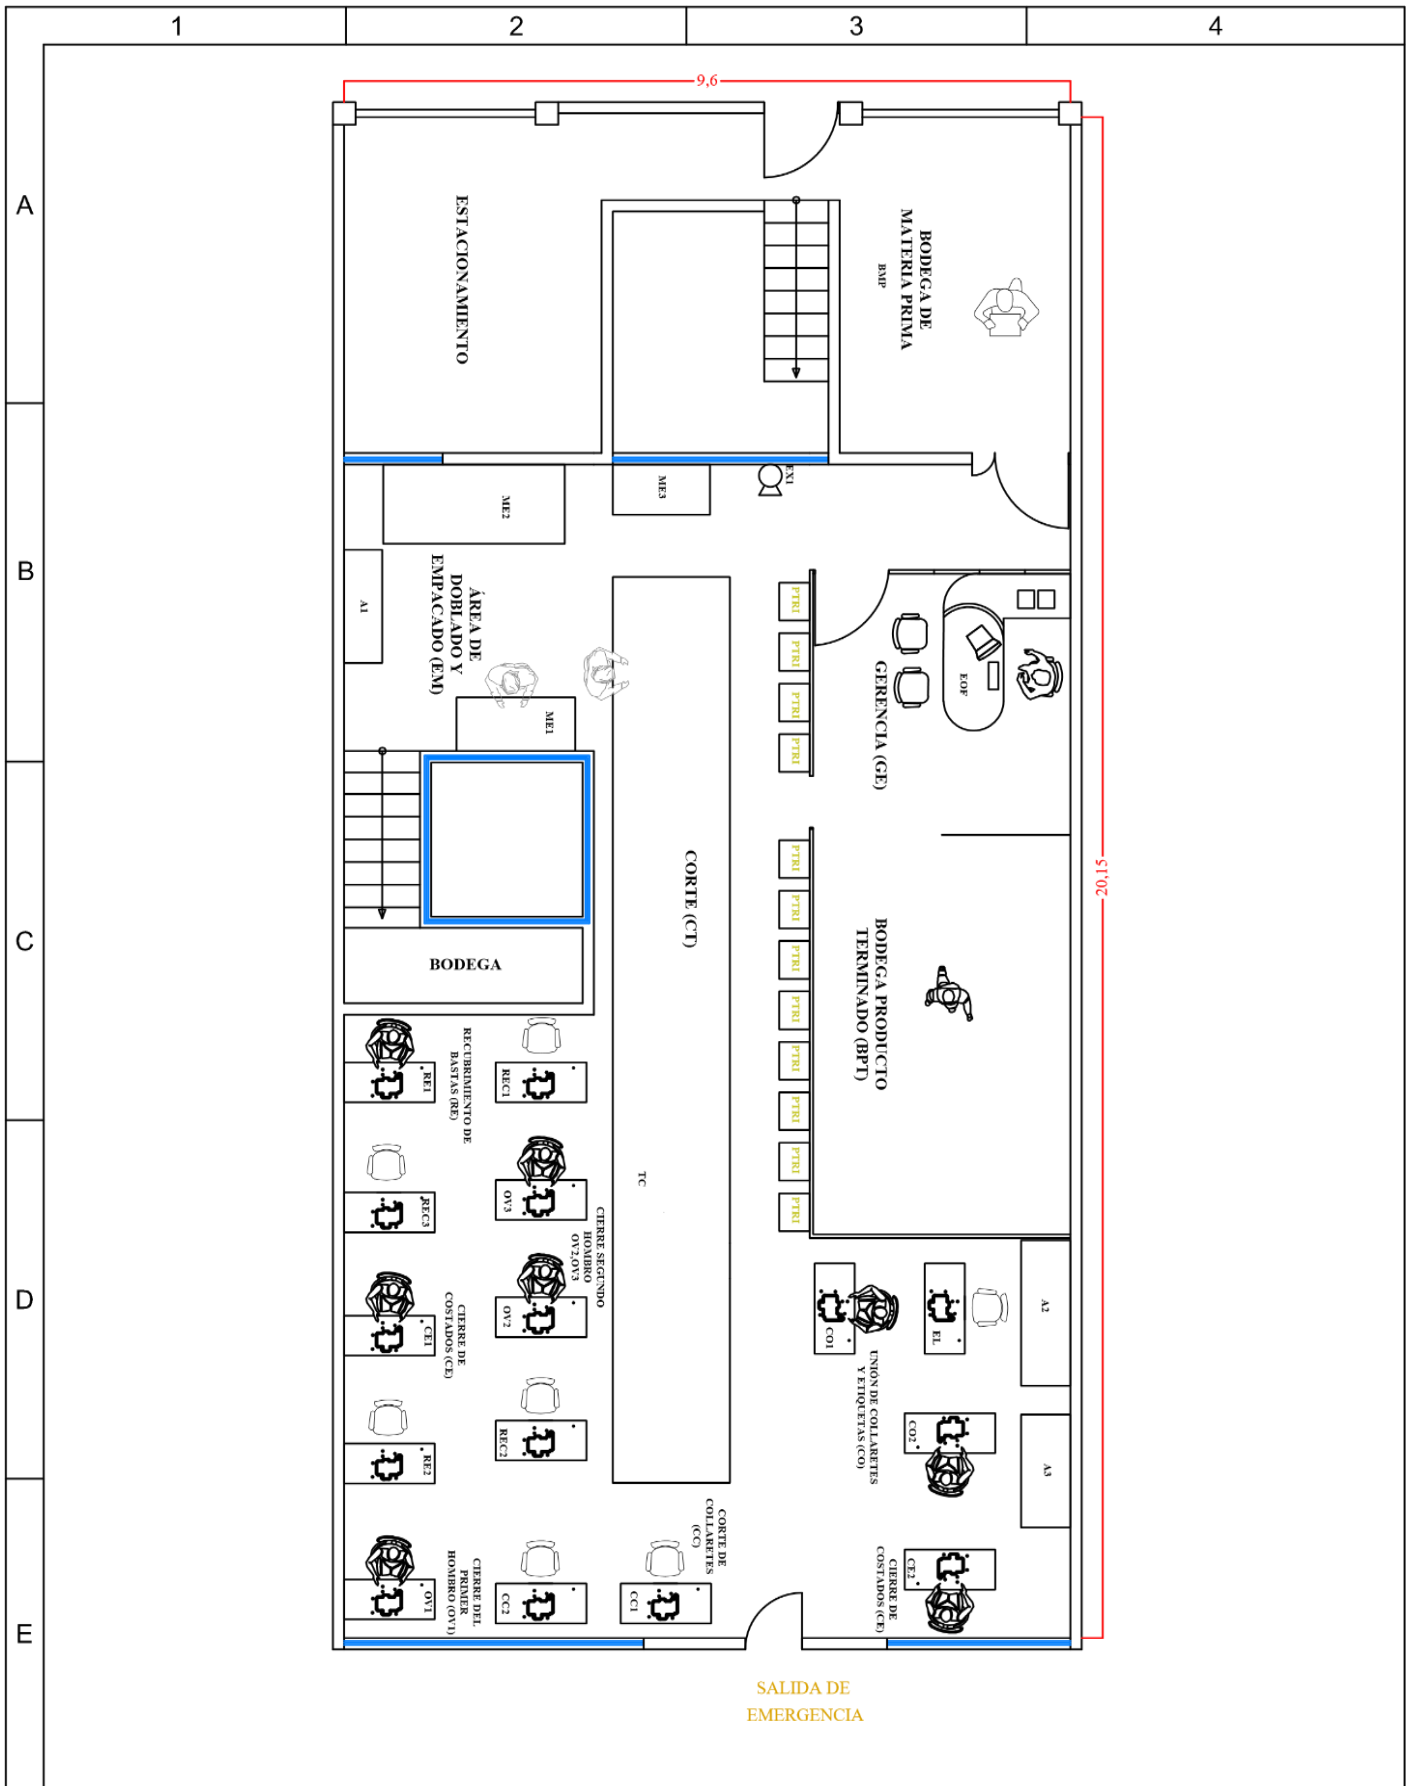 1
2
3
4
A
B
C
D
E
9,6
20,15
ESTACIONAMIENTO
BODEGA DE
MATERIA PRIMA
BMP
EX1
ME2
ME3
A1
ÁREA DE
DOBLADO Y
EMPACADO (EM)
ME1
PTRI
PTRI
PTRI
PTRI
EOF
GERENCIA (GE)
CORTE (CT)
TC
PTRI
PTRI
PTRI
PTRI
PTRI
PTRI
PTRI
PTRI
BODEGA PRODUCTO
TERMINADO (BPT)
BODEGA
RE1
RECUBRIMIENTO DE
BASTAS (RE)
REC1
REC3
OV3
CIERRE SEGUNDO
HOMBRO
OV2,OV3
OV2
CE1
CIERRE DE
COSTADOS (CE)
RE2
REC2
CO1
EL
A2
UNIÓN DE COLLARETES
Y ETIQUETAS (CO)
CO2
A3
OV1
CIERRE DEL
PRIMER
HOMBRO (OV1)
CC2
CC1
CORTE DE
COLLARETES
(CC)
CE2
CIERRE DE
COSTADOS (CE)
SALIDA DE
EMERGENCIA